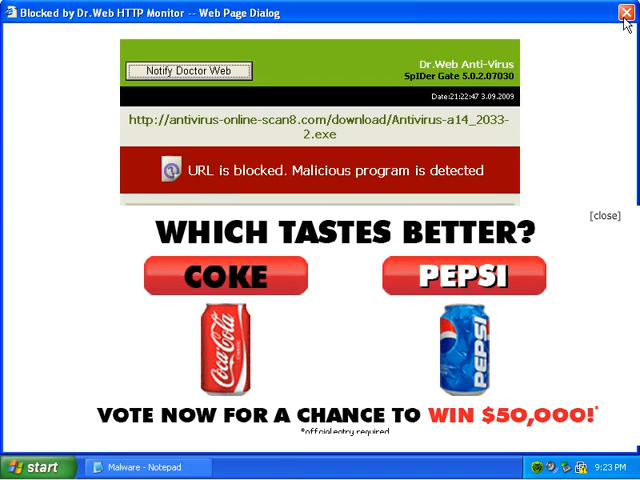 Blocked by Dr.Web HTTP Monitor -- Web Page Dialog
Notify Doctor Web
Dr.Web Anti-Virus
SpIDer Gate 5.0.2.07030
Date:21:22:47 3.09.2009
http://antivirus-online-scan8.com/download/Antivirus-a14_2033-
2.exe
URL is blocked. Malicious program is detected
[close]
WHICH TASTES BETTER?
COKE PEPSI
Coca-Cola PEPSI
VOTE NOW FOR A CHANCE TO WIN $50,000!*
*official entry required
start Malware - Notepad 9:23 PM